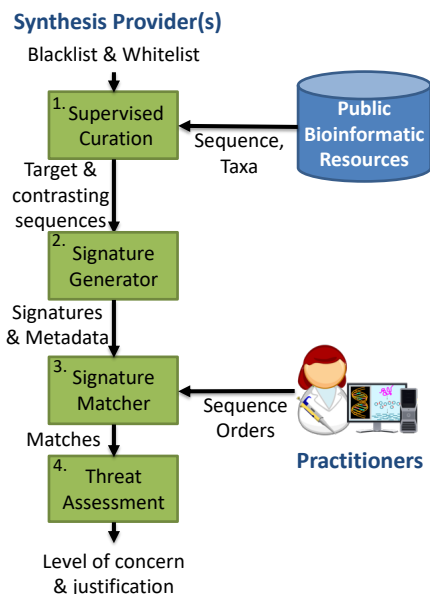 Synthesis Provider(s)
Blacklist & Whitelist
1.
Supervised
Curation
Public
Bioinformatic
Resources
Sequence,
Taxa
Target &
contrasting
sequences
2.
Signature
Generator
Signatures
& Metadata
3.
Signature
Matcher
Sequence
Orders
Practitioners
Matches
4.
Threat
Assessment
Level of concern
& justification